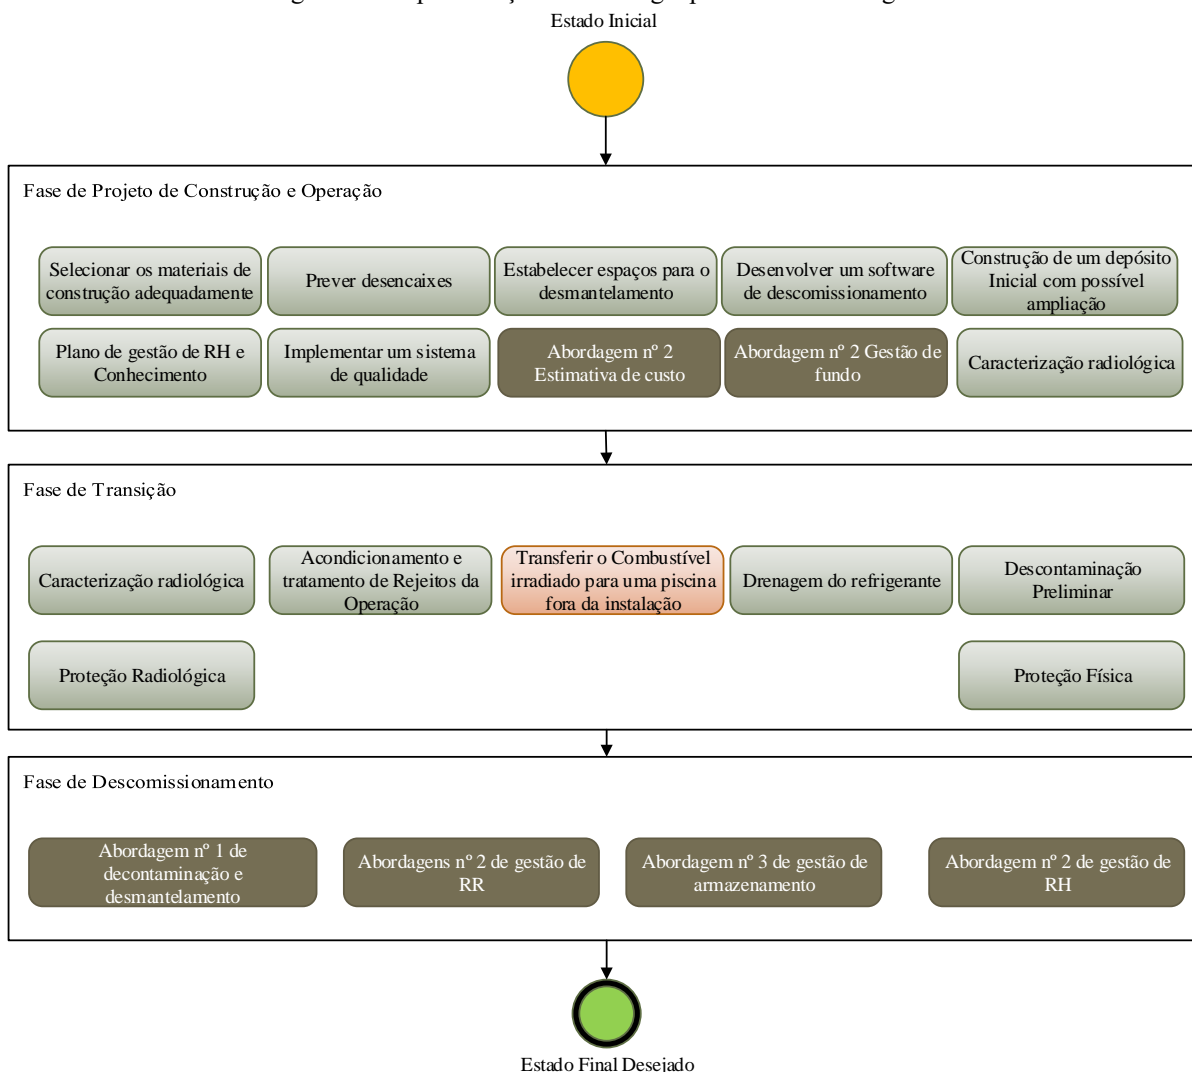 Estado Inicial
Fase de Projeto de Construção e Operação
Selecionar os materiais de
construção adequadamente
Prever desencaixes
Estabelecer espaços para o
desmantelamento
Desenvolver um software
de descomissionamento
Construção de um depósito
Inicial com possível
ampliação
Plano de gestão de RH e
Conhecimento
Implementar um sistema
de qualidade
Abordagem nº 2
Estimativa de custo
Abordagem nº 2 Gestão de
fundo
Caracterização radiológica
Fase de Transição
Caracterização radiológica
Acondicionamento e
tratamento de Rejeitos da
Operação
Transferir o Combustível
irradiado para uma piscina
fora da instalação
Drenagem do refrigerante
Descontaminação
Preliminar
Proteção Radiológica
Proteção Física
Fase de Descomissionamento
Abordagem nº 1 de
decontaminação e
desmantelamento
Abordagens nº 2 de gestão de
RR
Abordagem nº 3 de gestão de
armazenamento
Abordagem nº 2 de gestão de
RH
Estado Final Desejado